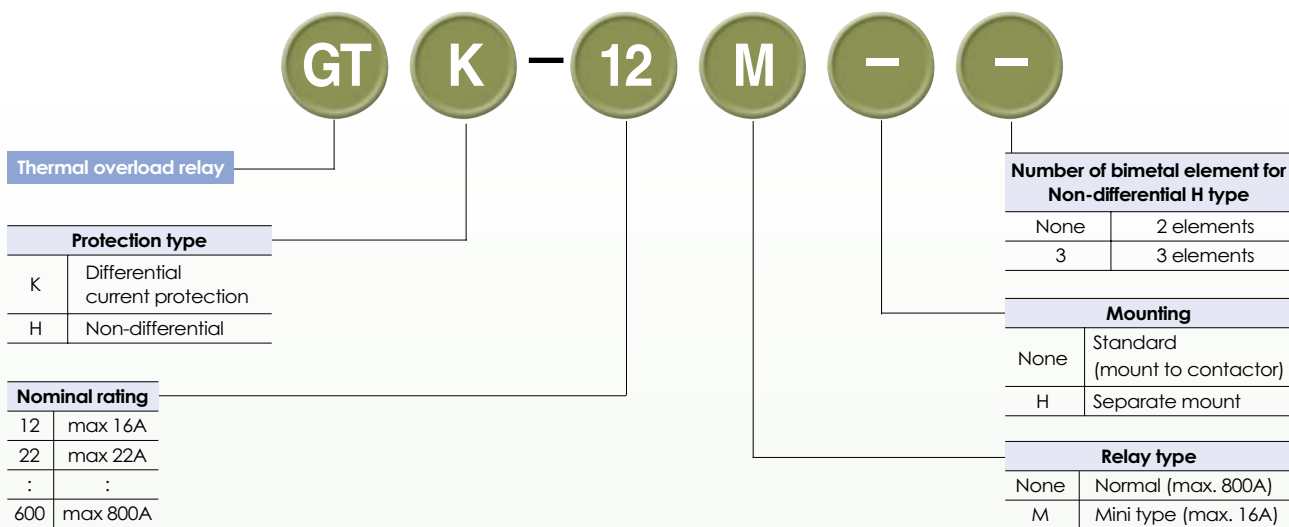 GT K – 12 M – –
Thermal overload relay
Protection type
K Differential
current protection
H Non-differential
Nominal rating
12 max 16A
22 max 22A
: :
600 max 800A
Number of bimetal element for
Non-differential H type
None 2 elements
3 3 elements
Mounting
None Standard
(mount to contactor)
H Separate mount
Relay type
None Normal (max. 800A)
M Mini type (max. 16A)